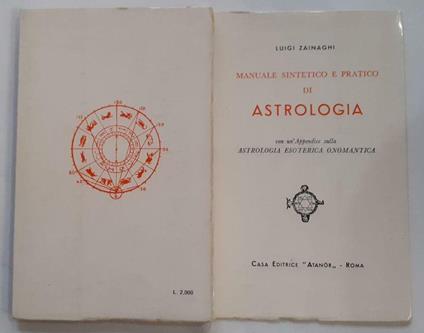 L. 2,000
LUIGI ZAINAGHI
MANUALE SINTETICO E PRATICO
DI
ASTROLOGIA
con un'Appendice sulla
ASTROLOGIA ESOTERICA ONOMANTICA
CASA EDITRICE "ATANÒR„ - ROMA